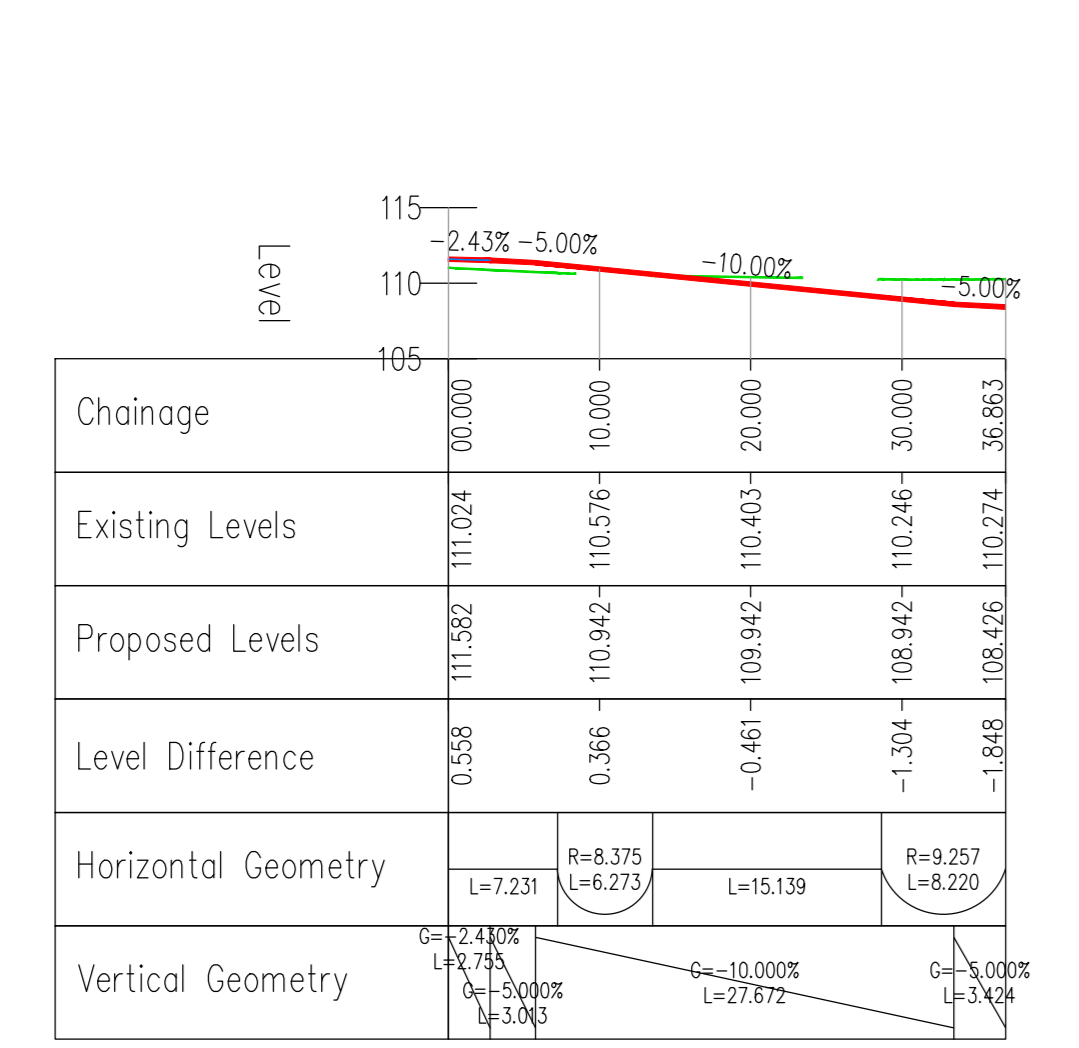 115
-2.43% -5.00%
-10.00%
Level
110
-5.00%
105
Chainage
00.000 10.000 20.000 30.000 36.863
Existing Levels
111.024 110.576 110.403 110.246 110.274
Proposed Levels
111.582 110.942 109.942 108.942 108.426
Level Difference
0.558 0.366 -0.461 -1.304 -1.848
Horizontal Geometry
L=7.231
R=8.375
L=6.273
L=15.139
R=9.257
L=8.220
Vertical Geometry
G=-2.430%
L=2.755
G=-5.000%
L=3.013
G=-10.000%
L=27.672
G=-5.000%
L=3.424